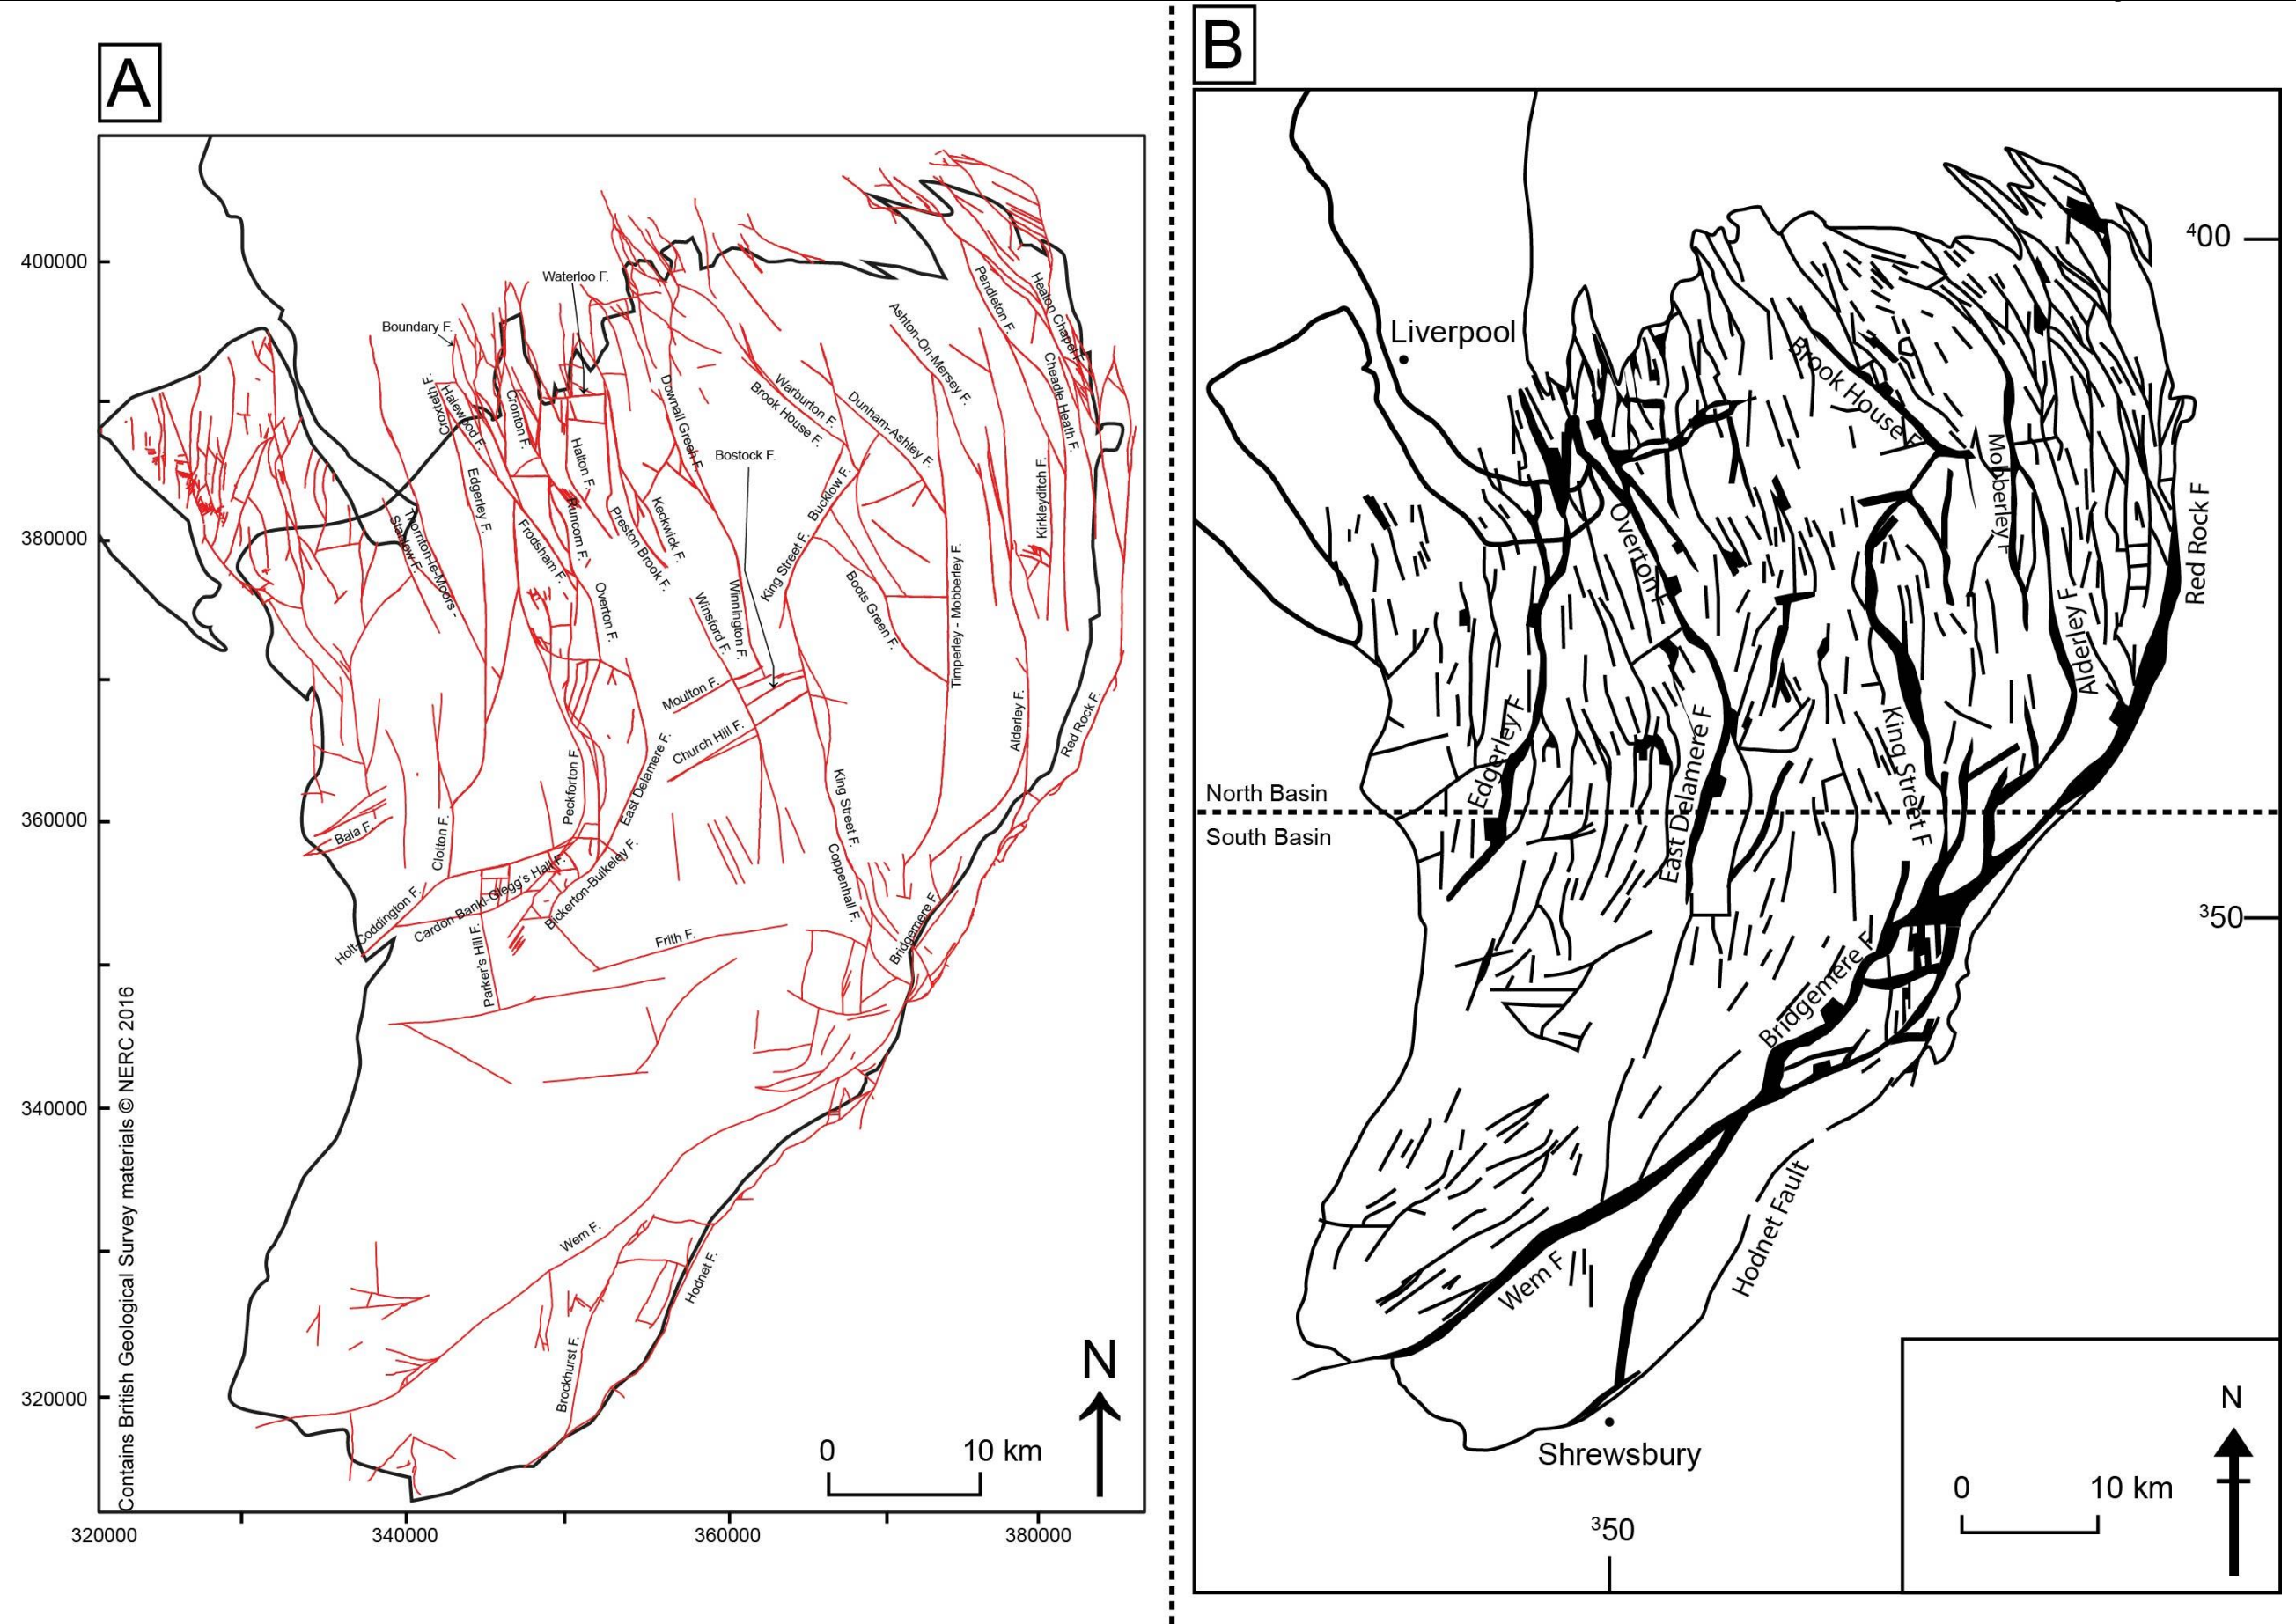 A
400000
380000
360000
340000
320000
320000
340000
360000
380000
Contains British Geological Survey materials © NERC 2016
Waterloo F.
Boundary F.
Croxteth F.
Halewood F.
Cronton F.
Edgerley F.
Halton F.
Downall Green F.
Warburton F.
Brook House F.
Dunham-Ashley F.
Ashton-On-Mersey F.
Pendleton F.
Heaton Chapel F.
Cheadle Heath F.
Kirkleyditch F.
Bostock F.
Bucklow F.
King Street F.
Stanlow F.
Thornton-le-Moors -
Frodsham F.
Runcorn F.
Preston Brook F.
Keckwick F.
Overton F.
Winsford F.
Winnington F.
Boots Green F.
Timperley - Mobberley F.
Alderley F.
Red Rock F.
Moulton F.
Church Hill F.
Peckforton F.
East Delamere F.
King Street F.
Coppenhall F.
Bala F.
Clotton F.
Holt-Coddington F.
Cardon Bank/-Glegg's Hall F.
Bickerton-Bulkeley F.
Parker's Hill F.
Frith F.
Bridgemere F.
Wem F.
Hodnet F.
Brockhurst F.
N
0 10 km
B
400
Liverpool
Brook House F
Mobberley F
Overton F
Red Rock F
Alderley F
Edgerley F
East Delamere F
King Street F
North Basin
South Basin
350
Bridgemere F
Wem F
Hodnet Fault
Shrewsbury
350
N
0 10 km